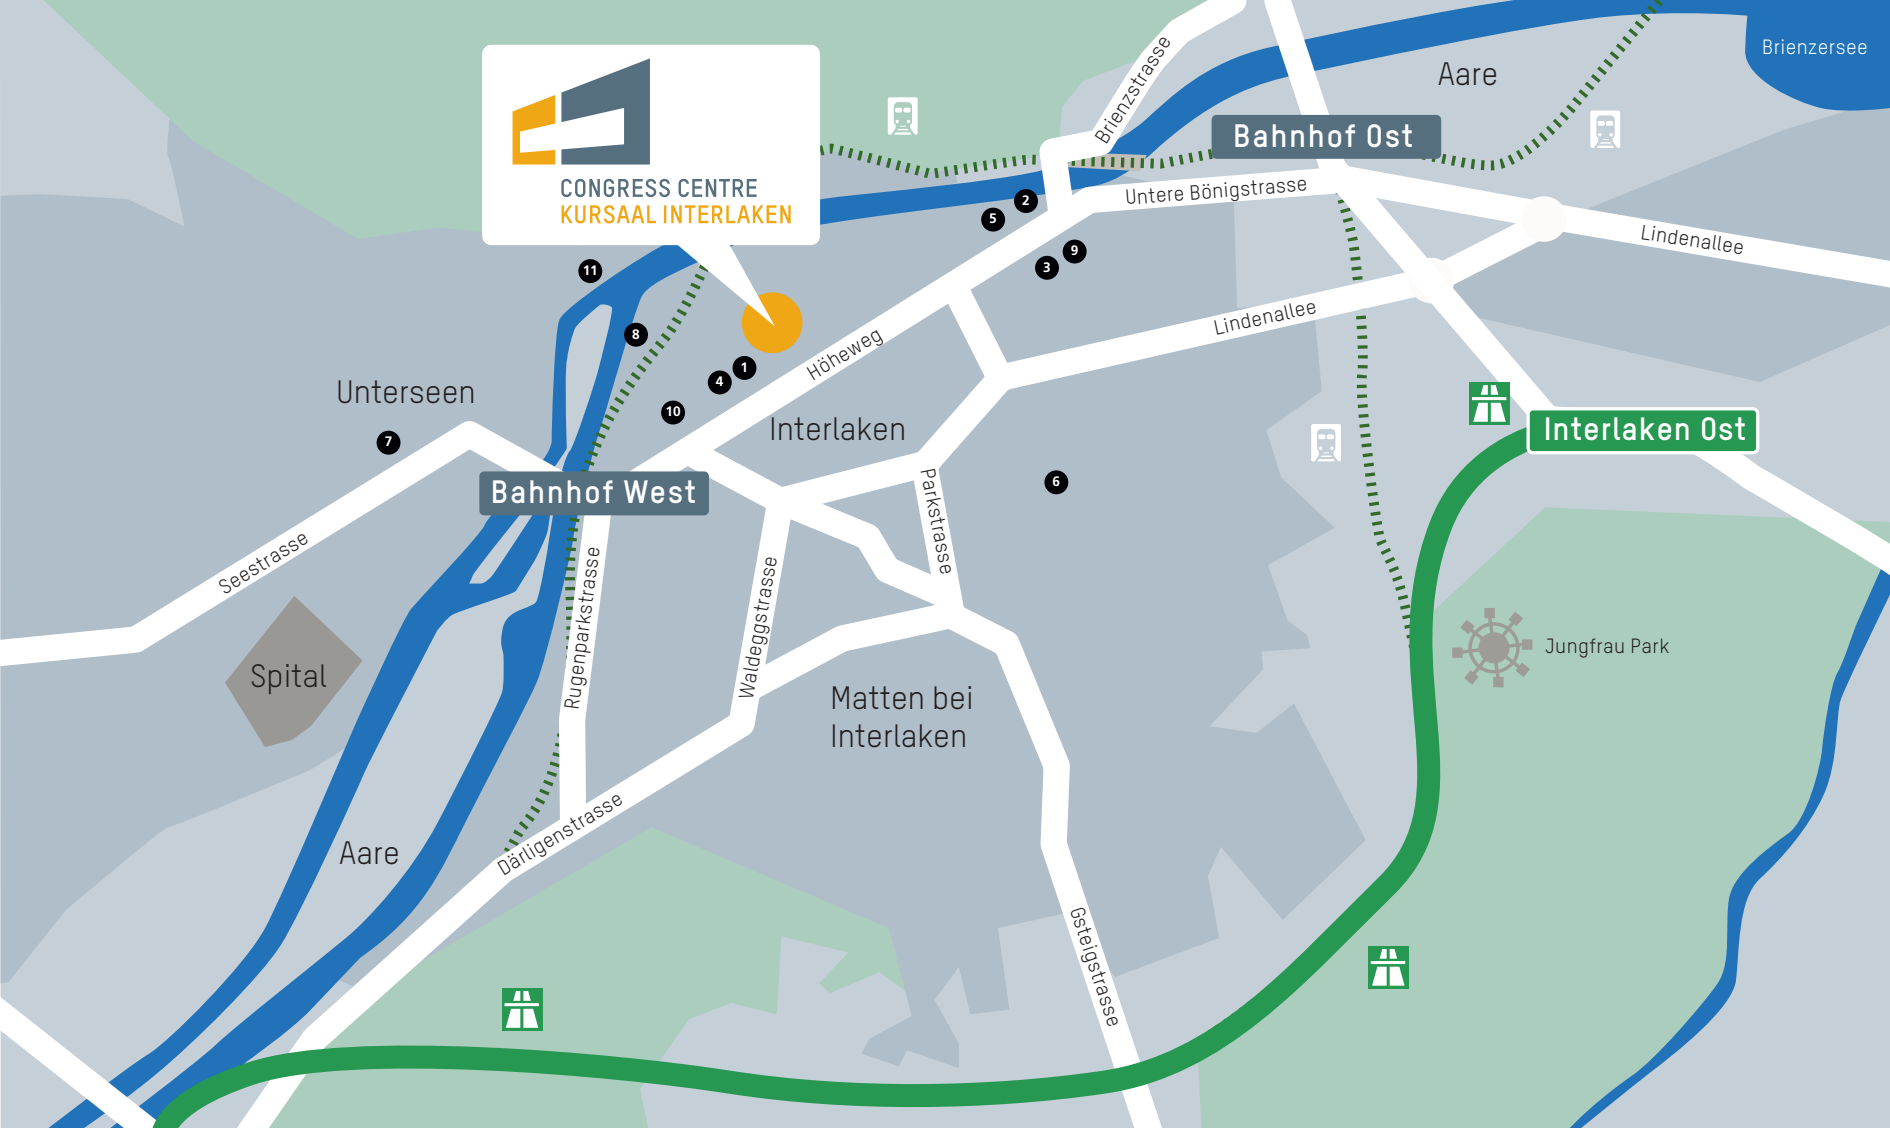 Brienzersee
Aare
Brienzstrasse
Bahnhof Ost
CONGRESS CENTRE
KURSAAL INTERLAKEN
Untere Bönigstrasse
2
5
Lindenallee
9
3
11
Lindenallee
8
Höheweg
1
4
Unterseen
10
Interlaken
Interlaken Ost
7
6
Bahnhof West
Parkstrasse
Seestrasse
Rugenparkstrasse
Waldeggstrasse
Jungfrau Park
Spital
Matten bei
Interlaken
Därligenstrasse
Aare
Gsteigstrasse